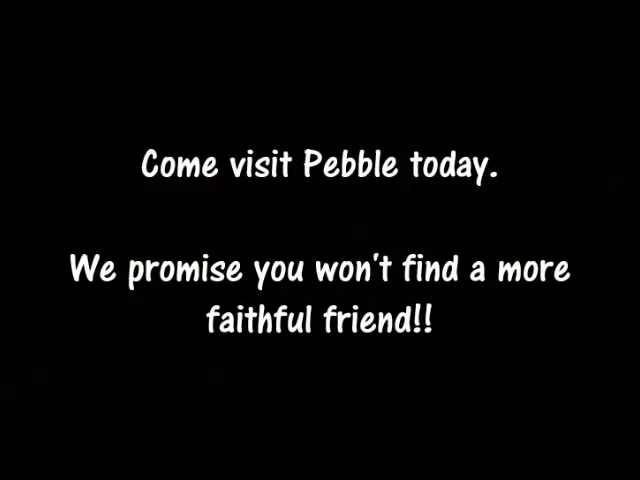 Come visit Pebble today.
We promise you won't find a more
faithful friend!!